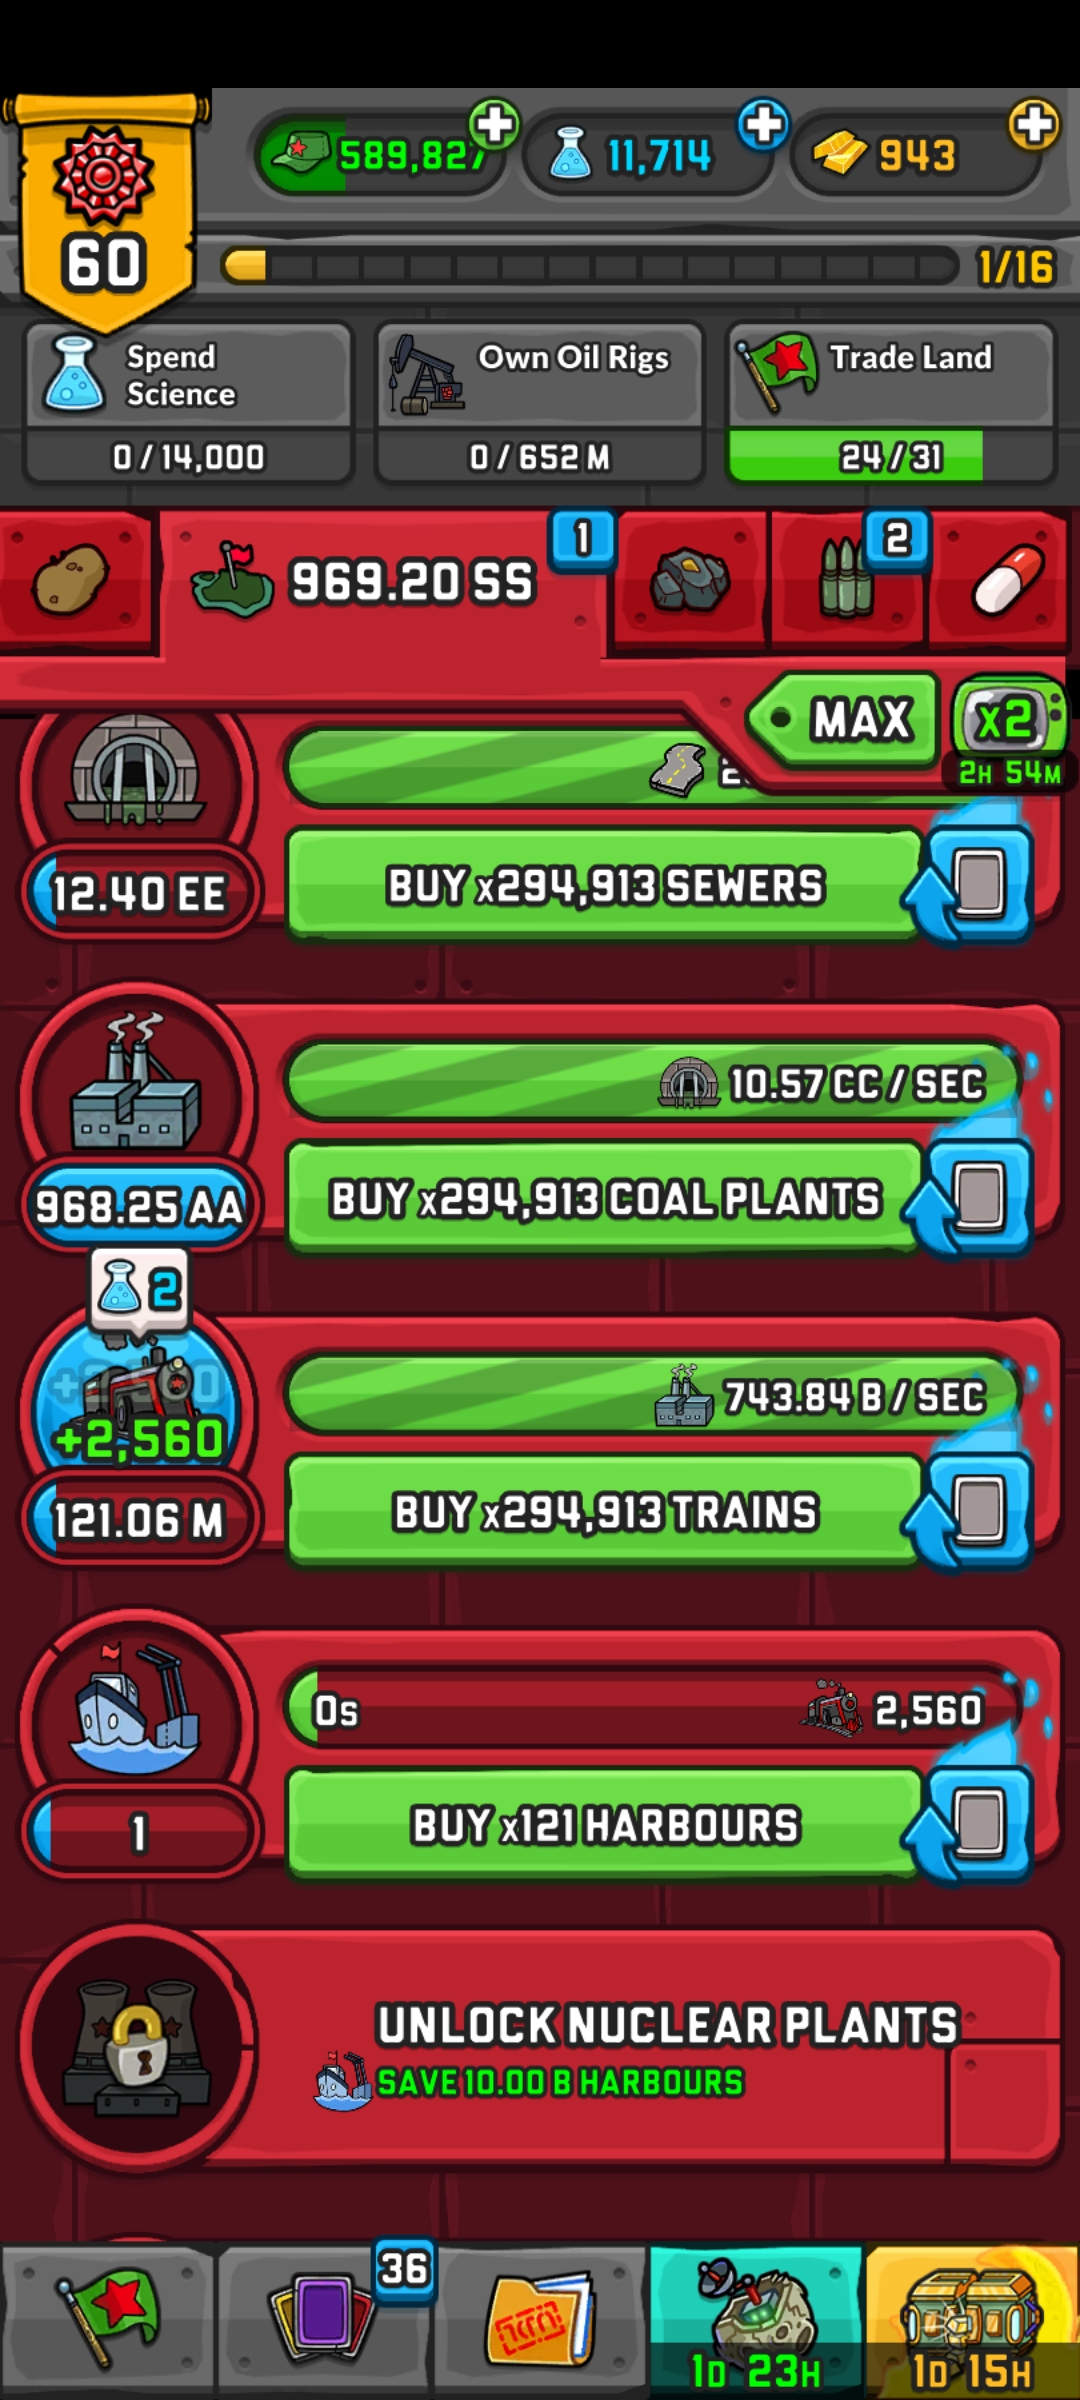 589,827
11,714
943
60
1/16
Spend
Science
Own Oil Rigs
Trade Land
0/14,000
0/652 M
24/31
969.20 SS
1
2
MAX
x2
2H 54M
12.40 EE
BUY x294,913 SEWERS
10.57 CC / SEC
968.25 AA
BUY x294,913 COAL PLANTS
2
743.84 B / SEC
+2,560
121.06 M
BUY x294,913 TRAINS
0s
2,560
1
BUY x121 HARBOURS
UNLOCK NUCLEAR PLANTS
SAVE 10.00 B HARBOURS
36
1D 23H
1D 15H